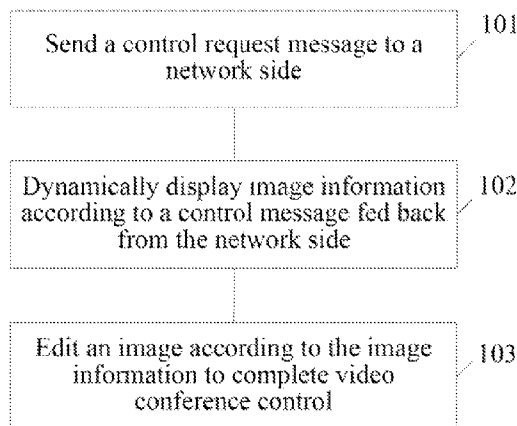 Send a control request message to a
network side
101
Dynamically display image information
according to a control message fed back
from the network side
102
Edit an image according to the image
information to complete video
conference control
103